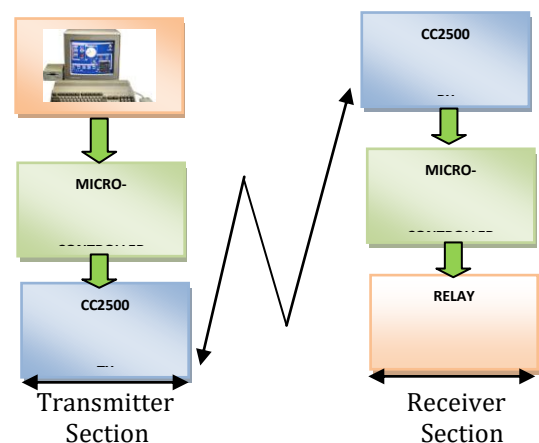 CC2500
MICRO-
MICRO-
CC2500
RELAY
Transmitter
Section
Receiver
Section